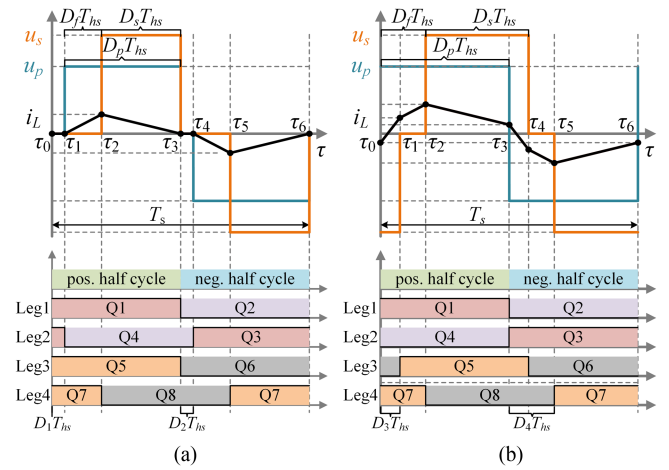 D_f T_hs D_s T_hs
u_s
D_p T_hs
u_p
i_L
τ_0 τ_1 τ_2 τ_3 τ_4 τ_5 τ_6
τ
T_s
pos. half cycle neg. half cycle
Leg1 Q1 Q2
Leg2 Q4 Q3
Leg3 Q5 Q6
Leg4 Q7 Q8 Q7
D_1 T_hs D_2 T_hs
(a)
D_f T_hs D_s T_hs
u_s
D_p T_hs
u_p
i_L
τ_0 τ_1 τ_2 τ_3 τ_4 τ_5 τ_6
τ
T_s
pos. half cycle neg. half cycle
Leg1 Q1 Q2
Leg2 Q4 Q3
Leg3 Q5 Q6
Leg4 Q7 Q8 Q7
D_3 T_hs D_4 T_hs
(b)